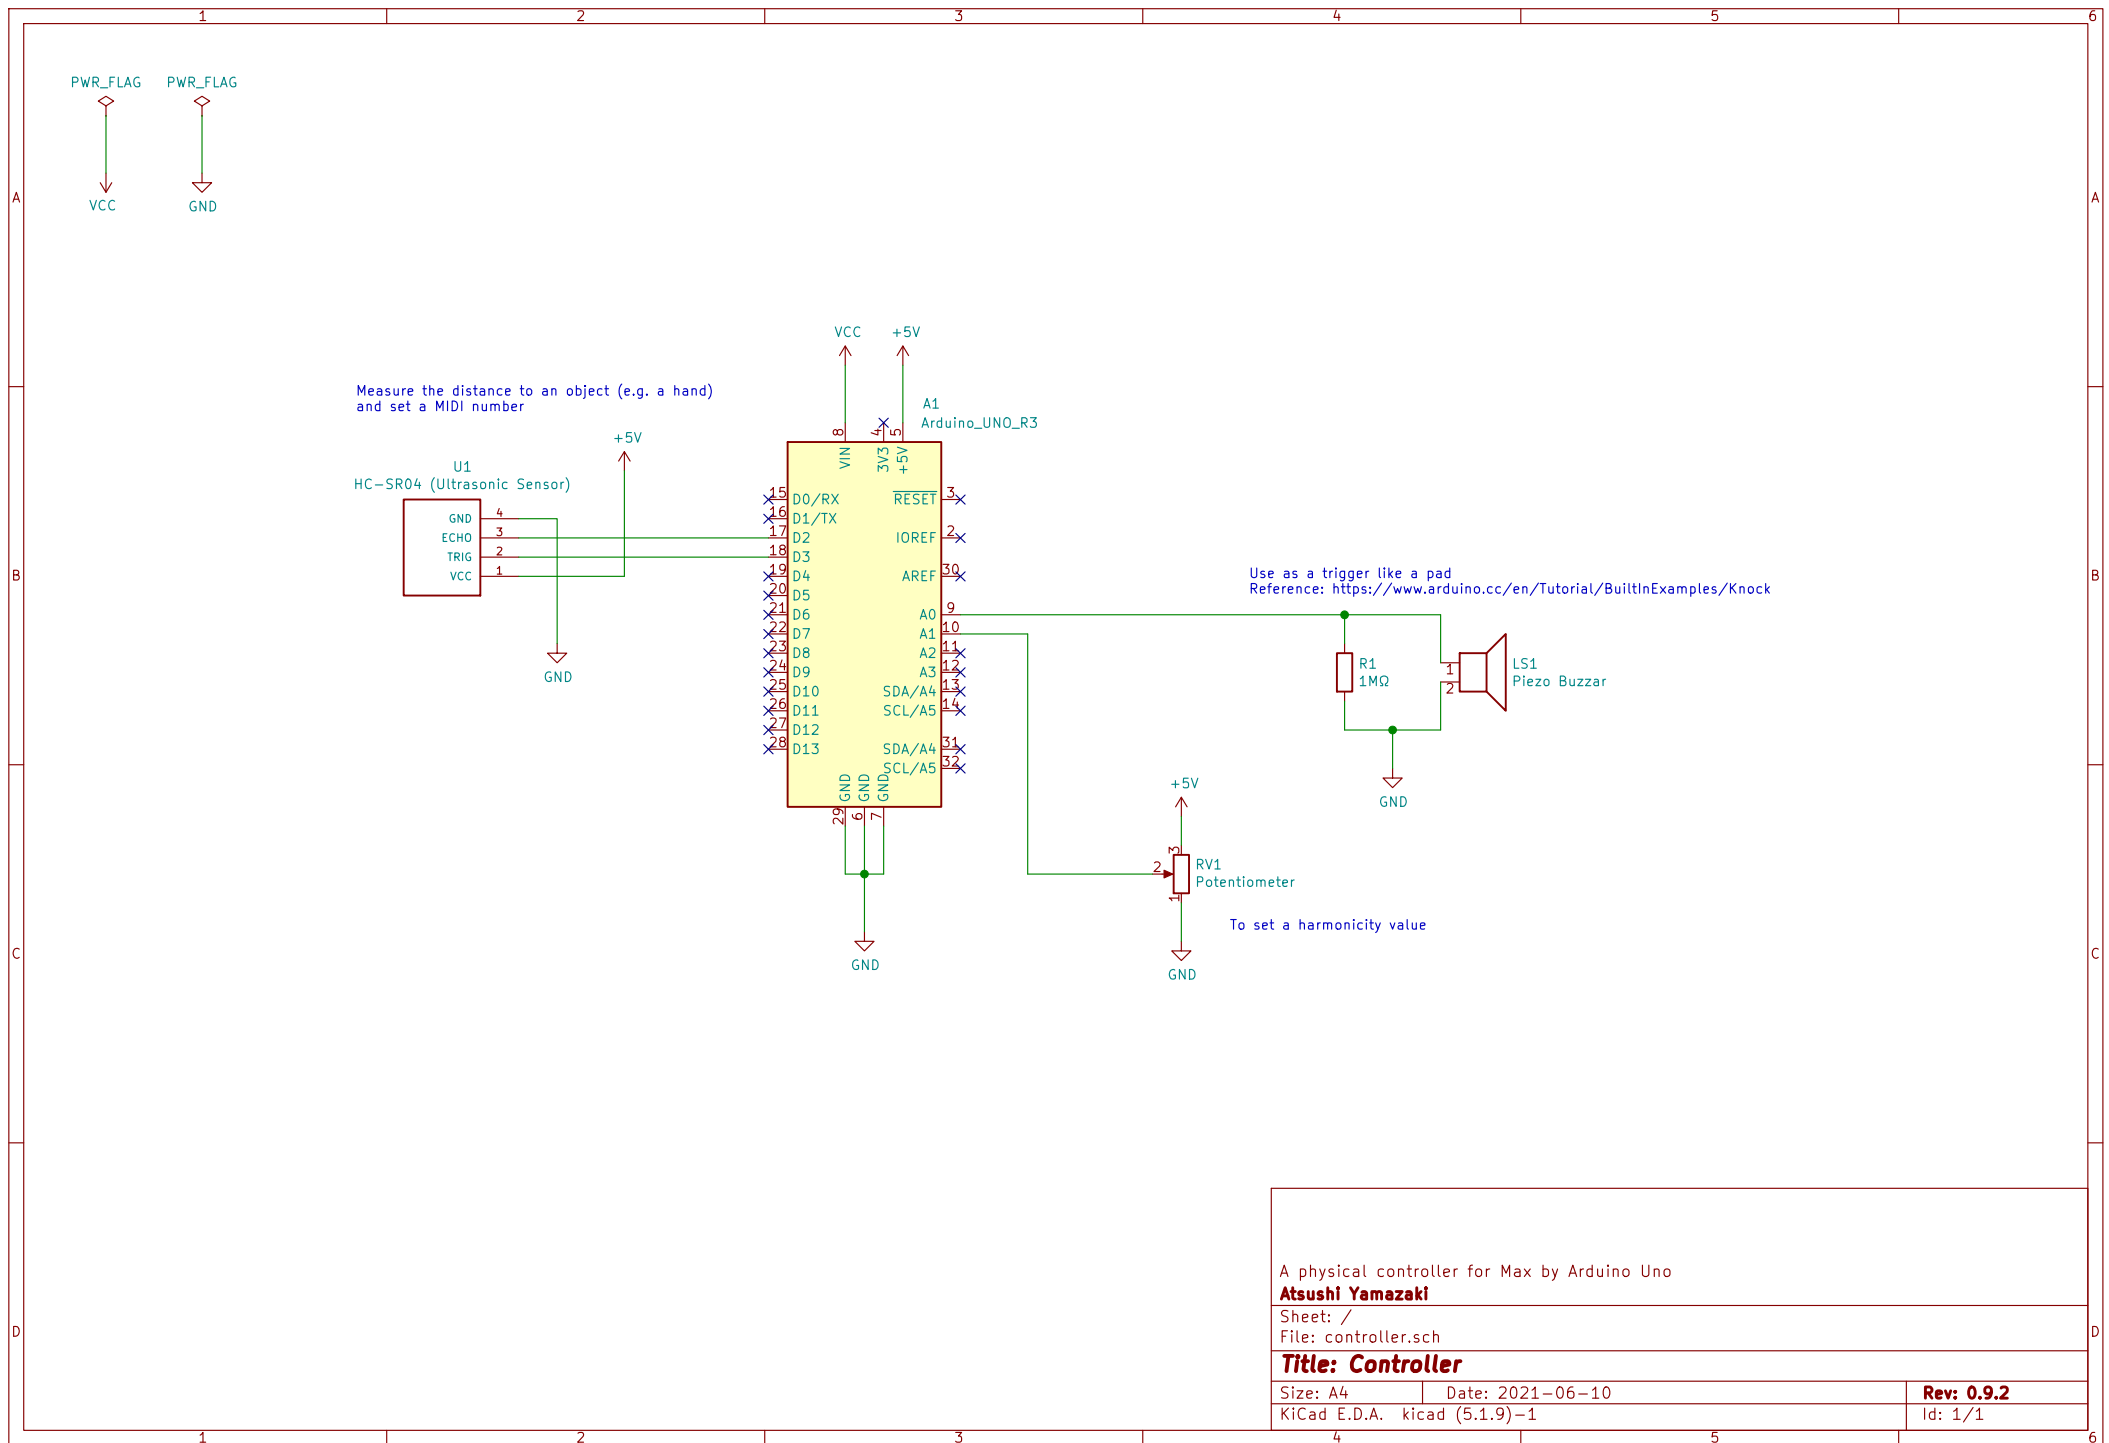 1 2 3 4 5 6
PWR_FLAG PWR_FLAG
A A
VCC GND
VCC +5V
Measure the distance to an object (e.g. a hand)
and set a MIDI number
A1
Arduino_UNO_R3
+5V
U1
HC-SR04 (Ultrasonic Sensor)
GND 4
ECHO 3
TRIG 2
VCC 1
GND
8 4 5
VIN 3V3 +5V
15 D0/RX RESET 3
16 D1/TX
17 D2 IOREF 2
18 D3
19 D4 AREF 30
20 D5
21 D6 A0 9
22 D7 A1 10
23 D8 A2 11
24 D9 A3 12
25 D10 SDA/A4 13
26 D11 SCL/A5 14
27 D12
28 D13 SDA/A4 31
SCL/A5 32
GND GND GND
29 6 7
GND
B B
Use as a trigger like a pad
Reference: https://www.arduino.cc/en/Tutorial/BuiltInExamples/Knock
R1
1MΩ
1
2
LS1
Piezo Buzzar
GND
+5V
3
2
1
RV1
Potentiometer
To set a harmonicity value
GND
C C
D D
A physical controller for Max by Arduino Uno
Atsushi Yamazaki
Sheet: /
File: controller.sch
Title: Controller
Size: A4 Date: 2021-06-10 Rev: 0.9.2
KiCad E.D.A. kicad (5.1.9)-1 Id: 1/1
1 2 3 4 5 6